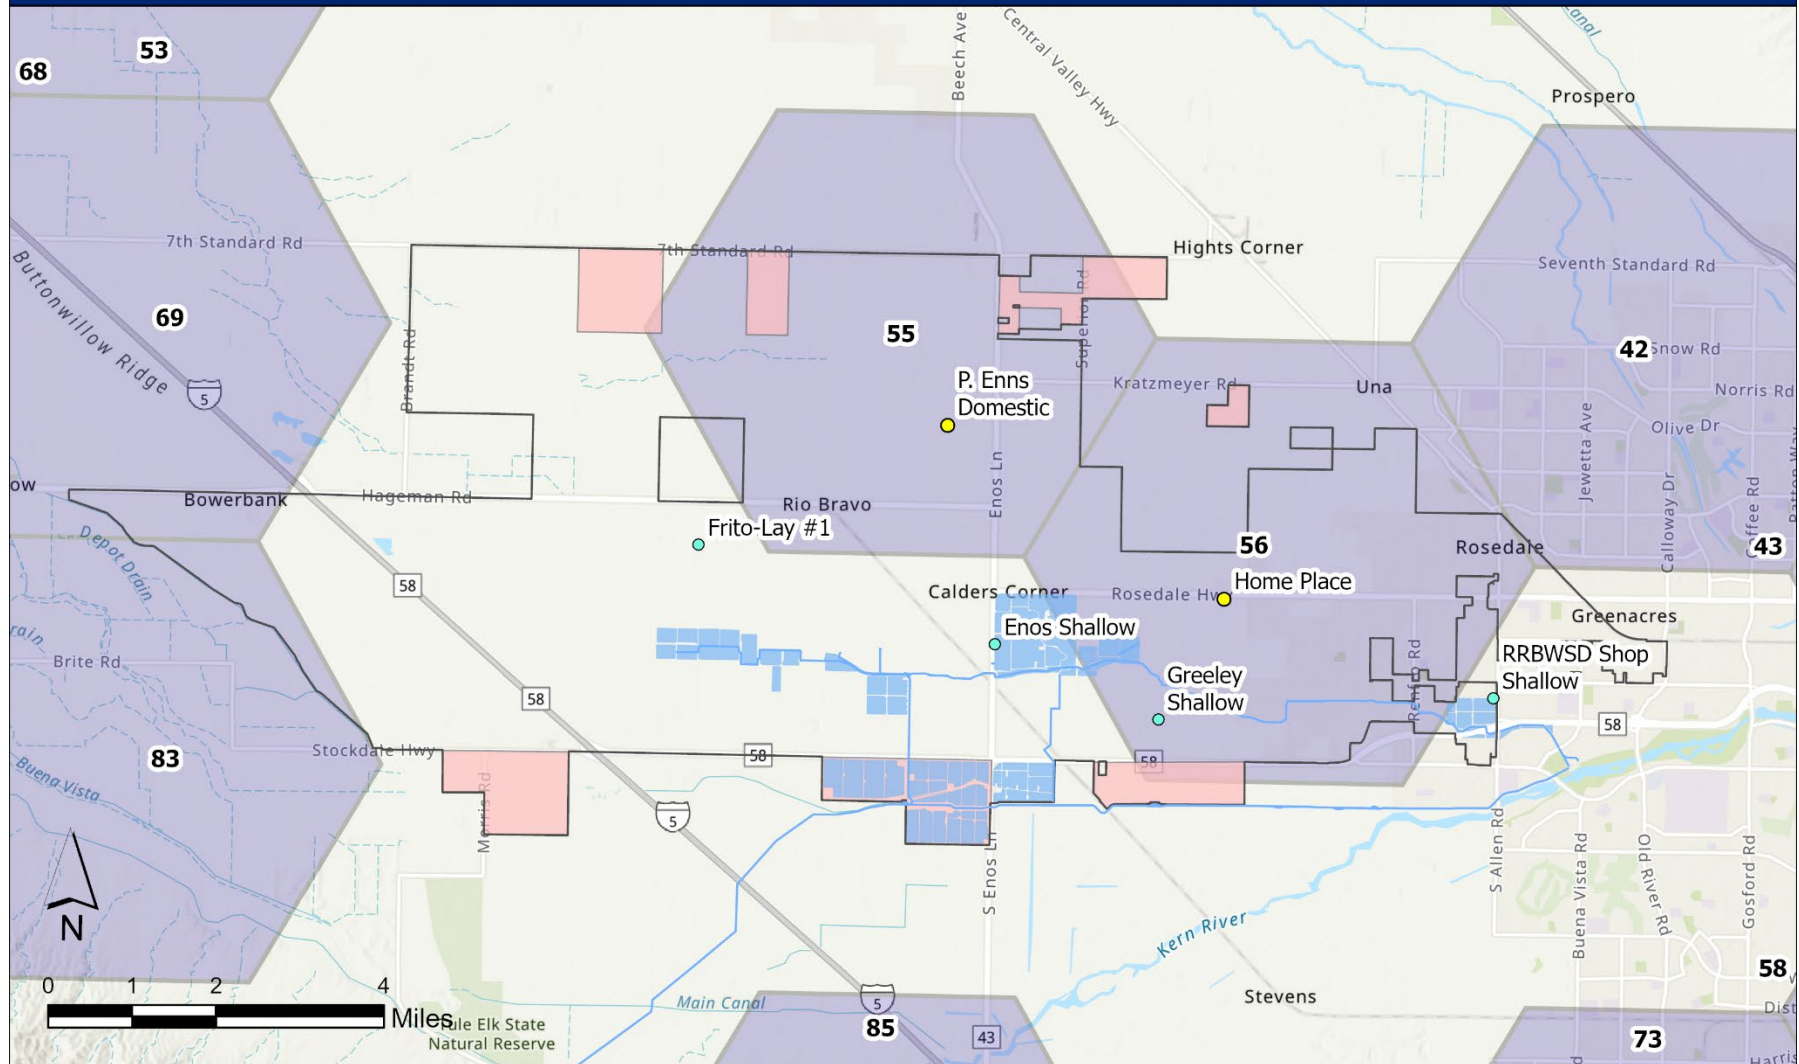 53
68
Beech Ave
Central Valley Hwy
Canal
Prospero
7th Standard Rd
7th Standard Rd
Hights Corner
Seventh Standard Rd
Buttonwillow Ridge
69
55
Superior Rd
42
Snow Rd
5
Brandt Rd
P. Enns
Domestic
Kratzmeyer Rd
Una
Norris Rd
Jewetta Ave
Olive Dr
Enos Ln
ow
Bowerbank
Hageman Rd
Rio Bravo
Calloway Dr
Coffee Rd
Frito-Lay #1
56
Rosedale
43
Depot Drain
58
Calders Corner
Rosedale Hw
Home Place
Greenacres
rain
Enos Shallow
Brite Rd
Greeley
Shallow
Renfro Rd
RRBWSD Shop
Shallow
58
58
83
Stockdale Hwy
58
58
Buena Vista
Morris Rd
5
S Enos Ln
S Allen Rd
Buena Vista Rd
Old River Rd
Gosford Rd
N
Kern River
58
0 1 2 4
Miles
Main Canal
5
Stevens
Dist
Tule Elk State
Natural Reserve
85
43
73
Harris